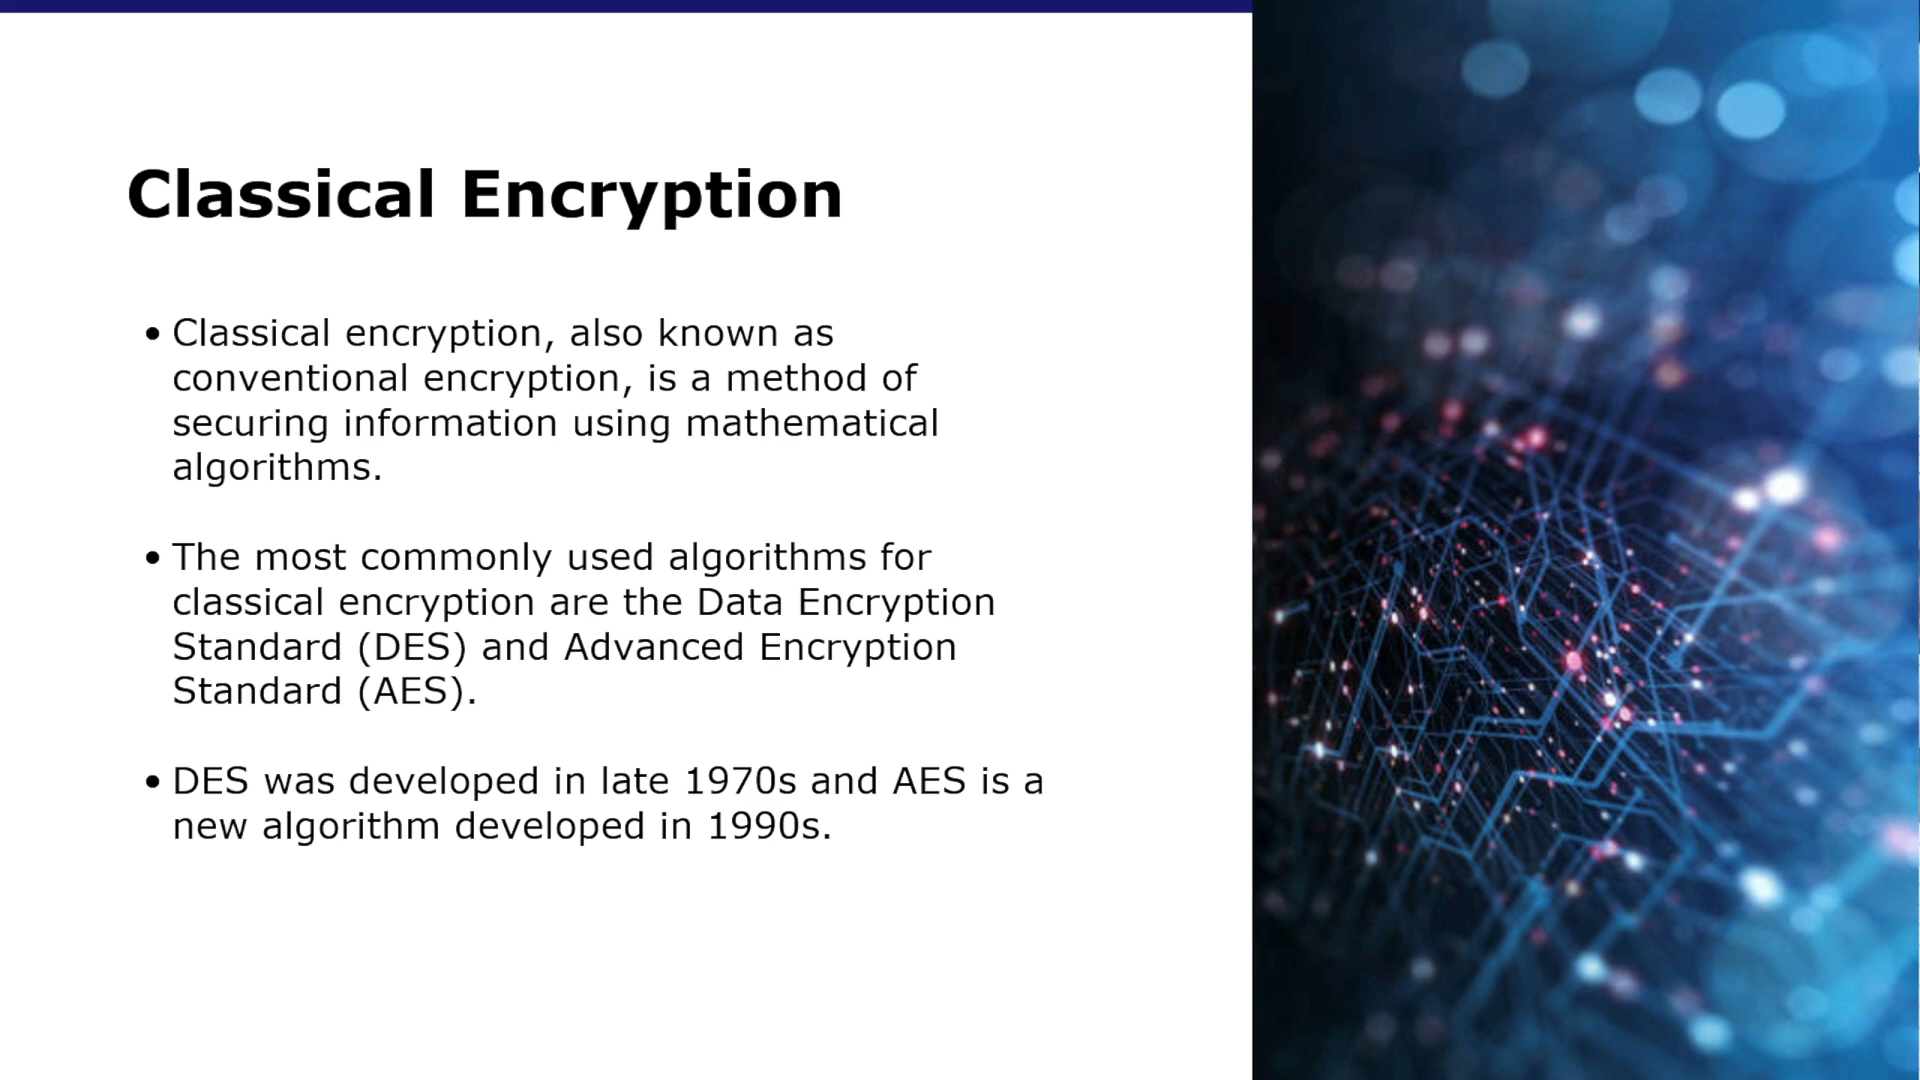 Classical Encryption
• Classical encryption, also known as
conventional encryption, is a method of
securing information using mathematical
algorithms.
• The most commonly used algorithms for
classical encryption are the Data Encryption
Standard (DES) and Advanced Encryption
Standard (AES).
• DES was developed in late 1970s and AES is a
new algorithm developed in 1990s.